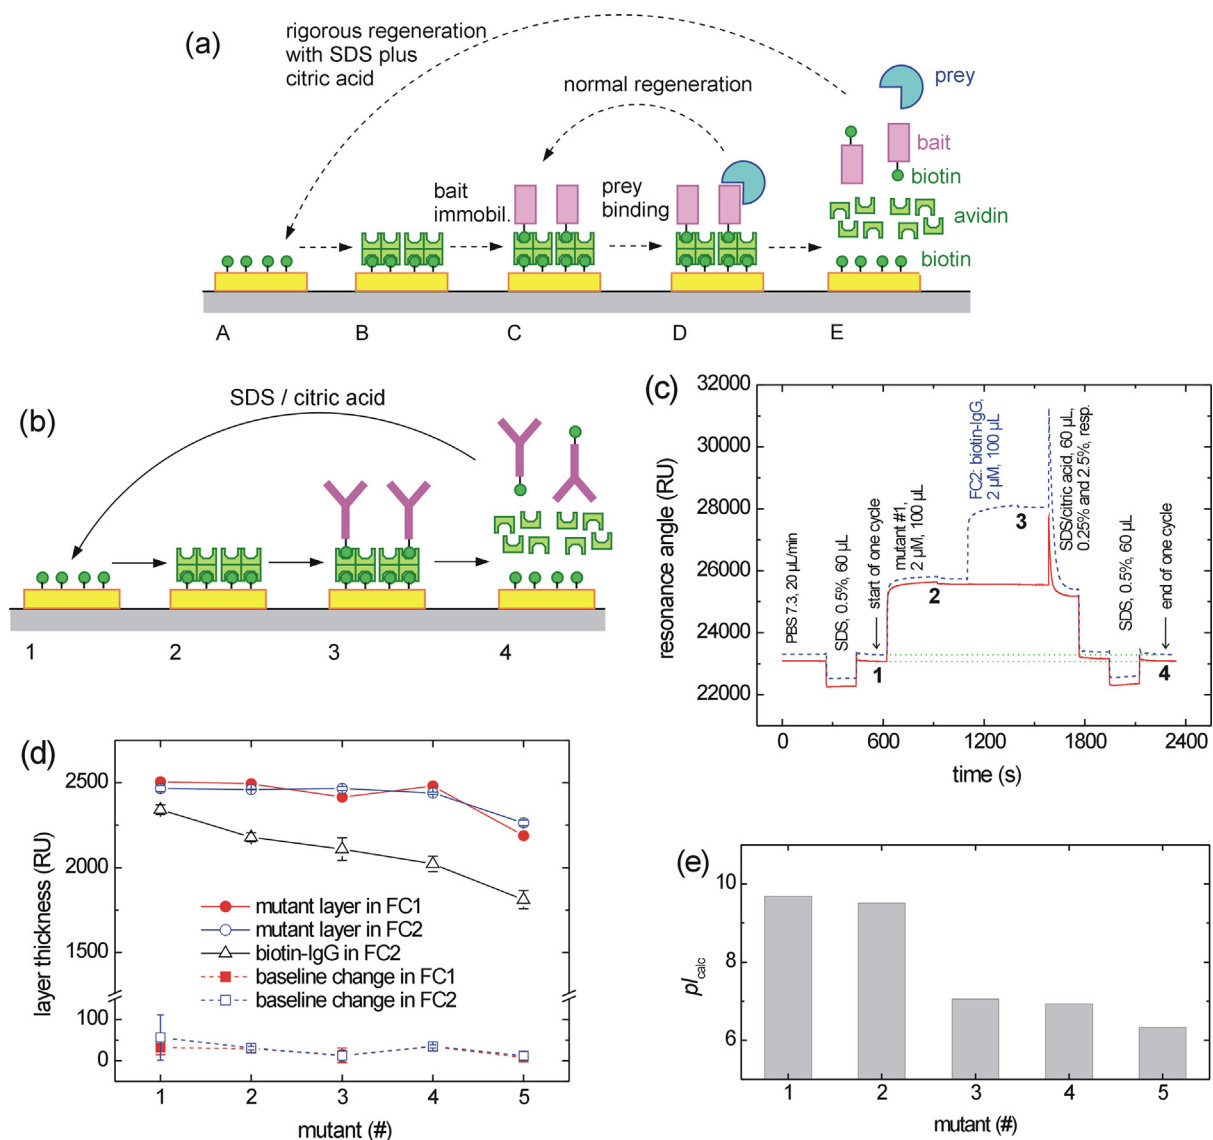 (a)
rigorous regeneration
with SDS plus
citric acid
normal regeneration
prey
bait
biotin
avidin
biotin
bait
immobil.
prey
binding
A
B
C
D
E
(b)
SDS / citric acid
1
2
3
4
(c)
resonance angle (RU)
32000
31000
30000
28000
26000
25000
23000
22000
PBS 7.3, 20 µL/min
SDS, 0.5%, 60 µL
start of one cycle
mutant #1,
2 µM, 100 µL
FC2: biotin-IgG,
2 µM, 100 µL
SDS/citric acid, 60 µL,
0.25% and 2.5%, resp.
SDS, 0.5%, 60 µL
end of one cycle
1
2
3
4
0
600
1200
1800
2400
time (s)
(d)
layer thickness (RU)
2500
2000
1500
100
0
mutant layer in FC1
mutant layer in FC2
biotin-IgG in FC2
baseline change in FC1
baseline change in FC2
1
2
3
4
5
mutant (#)
(e)
pIcalc
10
8
6
1
2
3
4
5
mutant (#)